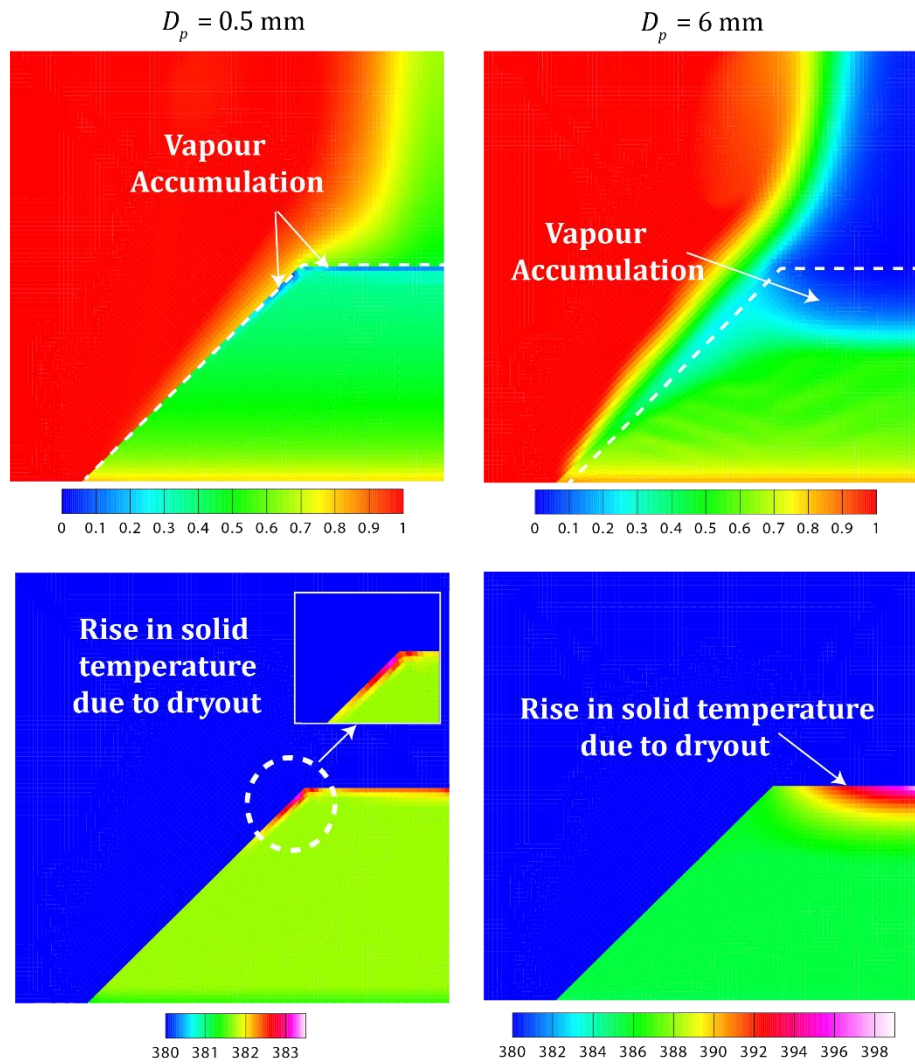 D_p = 0.5 mm
D_p = 6 mm
Vapour
Accumulation
Vapour
Accumulation
0 0.1 0.2 0.3 0.4 0.5 0.6 0.7 0.8 0.9 1
0 0.1 0.2 0.3 0.4 0.5 0.6 0.7 0.8 0.9 1
Rise in solid
temperature
due to dryout
Rise in solid temperature
due to dryout
380 381 382 383
380 382 384 386 388 390 392 394 396 398